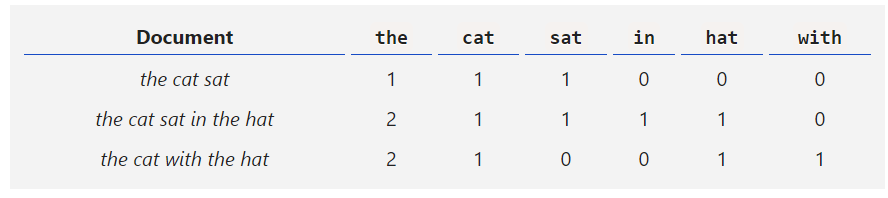 Document the cat sat in hat with
the cat sat 1 1 1 0 0 0
the cat sat in the hat 2 1 1 1 1 0
the cat with the hat 2 1 0 0 1 1